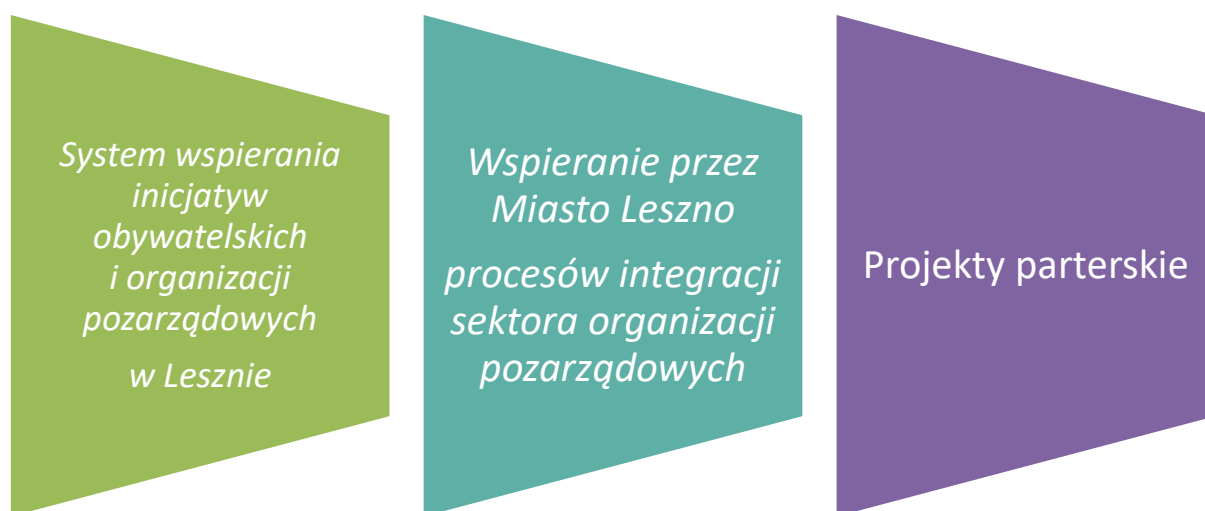 System wspierania
inicjatyw
obywatelskich
i organizacji
pozarządowych
w Lesznie
Wspieranie przez
Miasto Leszno
procesów integracji
sektora organizacji
pozarządowych
Projekty parterskie